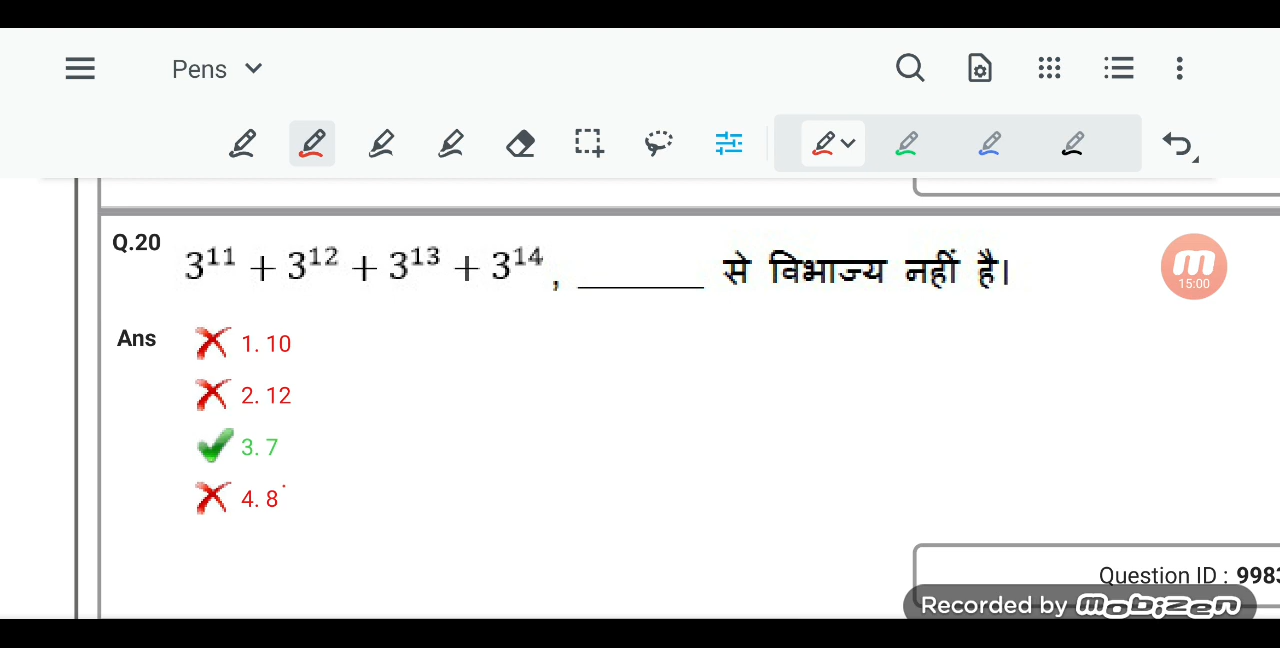 Pens
Q.20 3¹¹ + 3¹² + 3¹³ + 3¹⁴, ______ से विभाज्य नहीं है।
m
15:00
Ans 1. 10
2. 12
3. 7
4. 8
Question ID : 998
Recorded by mobizen